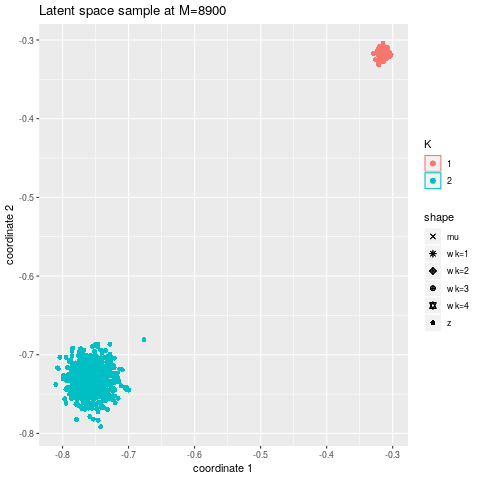 Latent space sample at M=8900
-0.3
-0.4
-0.5
-0.6
-0.7
-0.8
coordinate 2
-0.8 -0.7 -0.6 -0.5 -0.4 -0.3
coordinate 1
K
1
2
shape
mu
w k=1
w k=2
w k=3
w k=4
z